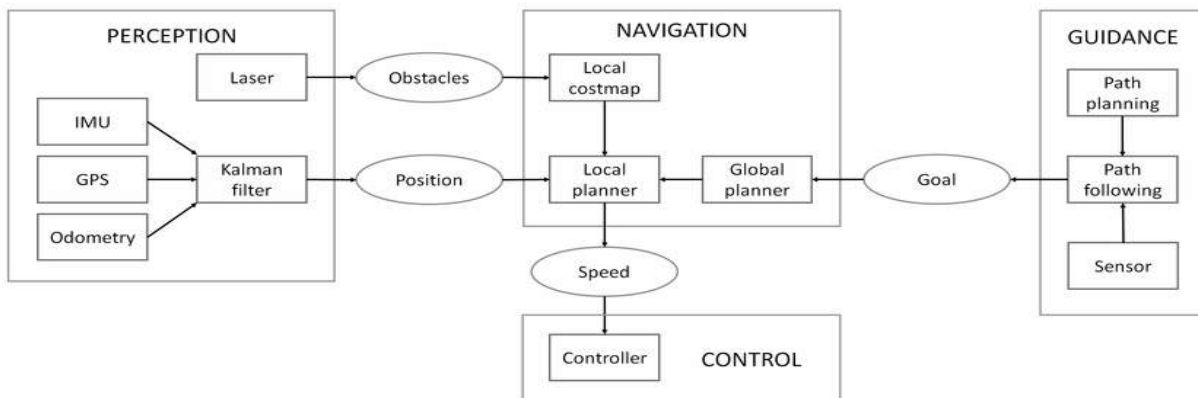 PERCEPTION
Laser
IMU
GPS
Odometry
Kalman
filter
Obstacles
Position
NAVIGATION
Local
costmap
Local
planner
Global
planner
Speed
Controller
CONTROL
Goal
GUIDANCE
Path
planning
Path
following
Sensor